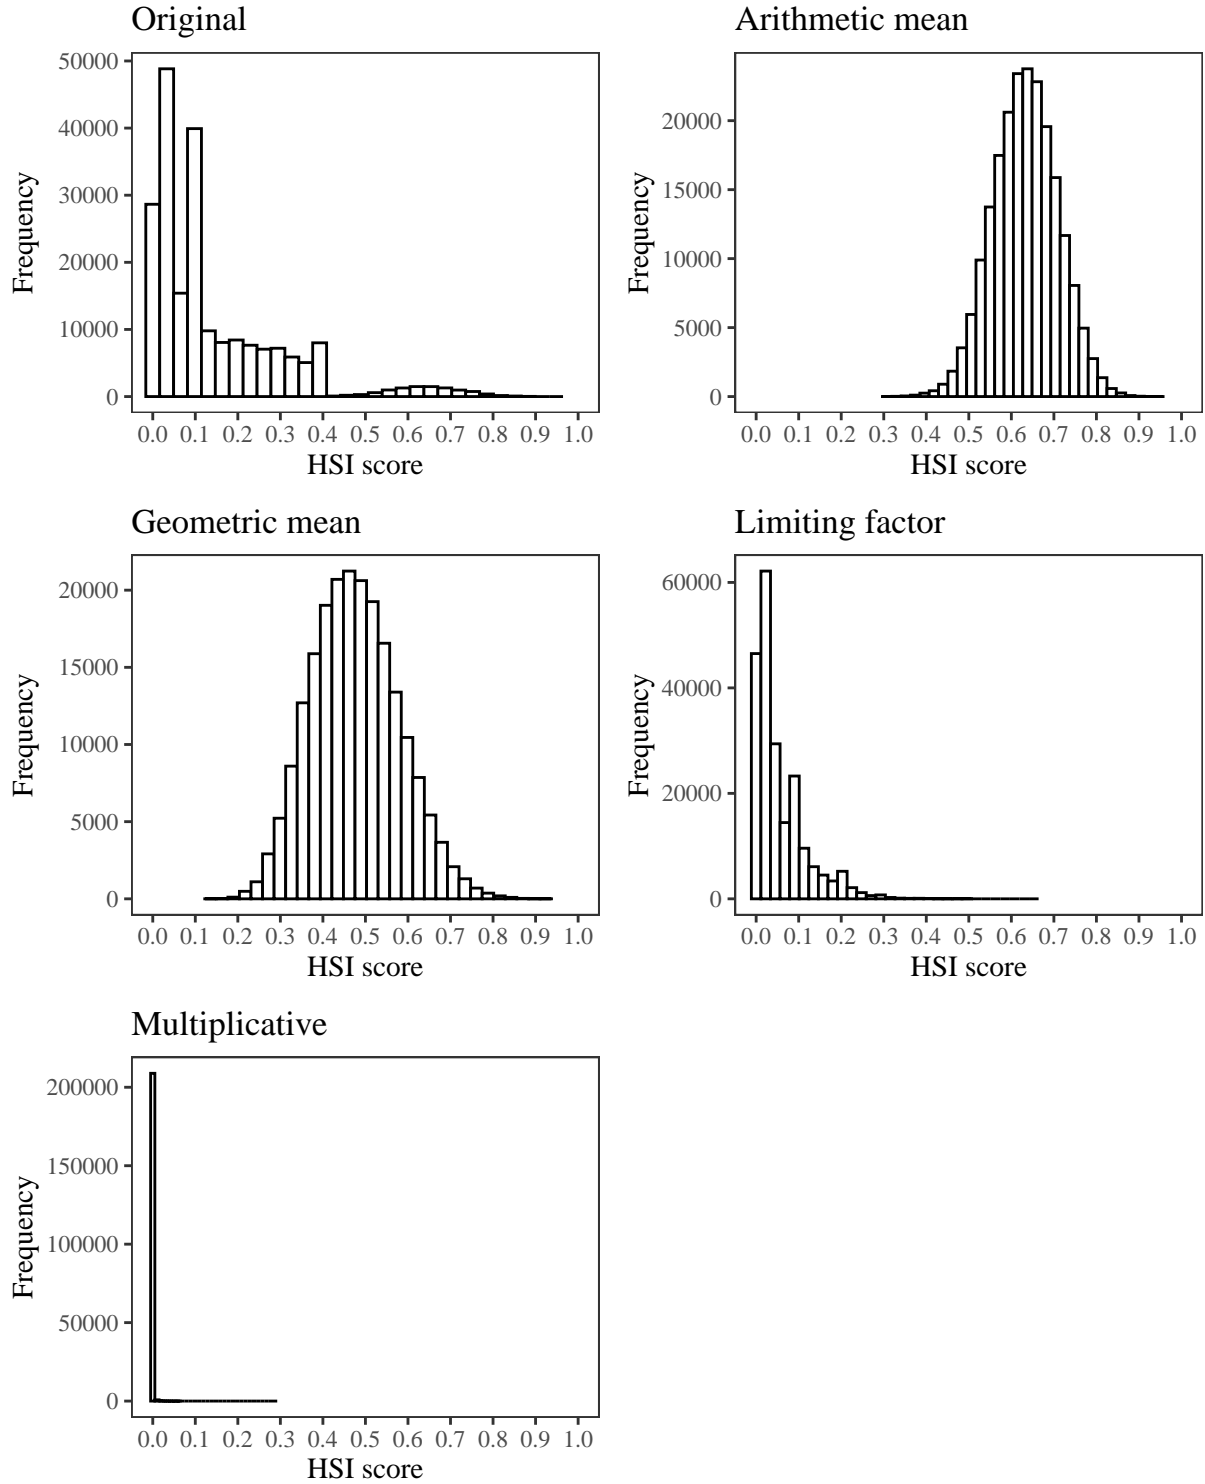 Original
50000
40000
30000
20000
10000
0
Frequency
0.0 0.1 0.2 0.3 0.4 0.5 0.6 0.7 0.8 0.9 1.0
HSI score
Arithmetic mean
20000
15000
10000
5000
0
Frequency
0.0 0.1 0.2 0.3 0.4 0.5 0.6 0.7 0.8 0.9 1.0
HSI score
Geometric mean
20000
15000
10000
5000
0
Frequency
0.0 0.1 0.2 0.3 0.4 0.5 0.6 0.7 0.8 0.9 1.0
HSI score
Limiting factor
60000
40000
20000
0
Frequency
0.0 0.1 0.2 0.3 0.4 0.5 0.6 0.7 0.8 0.9 1.0
HSI score
Multiplicative
200000
150000
100000
50000
0
Frequency
0.0 0.1 0.2 0.3 0.4 0.5 0.6 0.7 0.8 0.9 1.0
HSI score